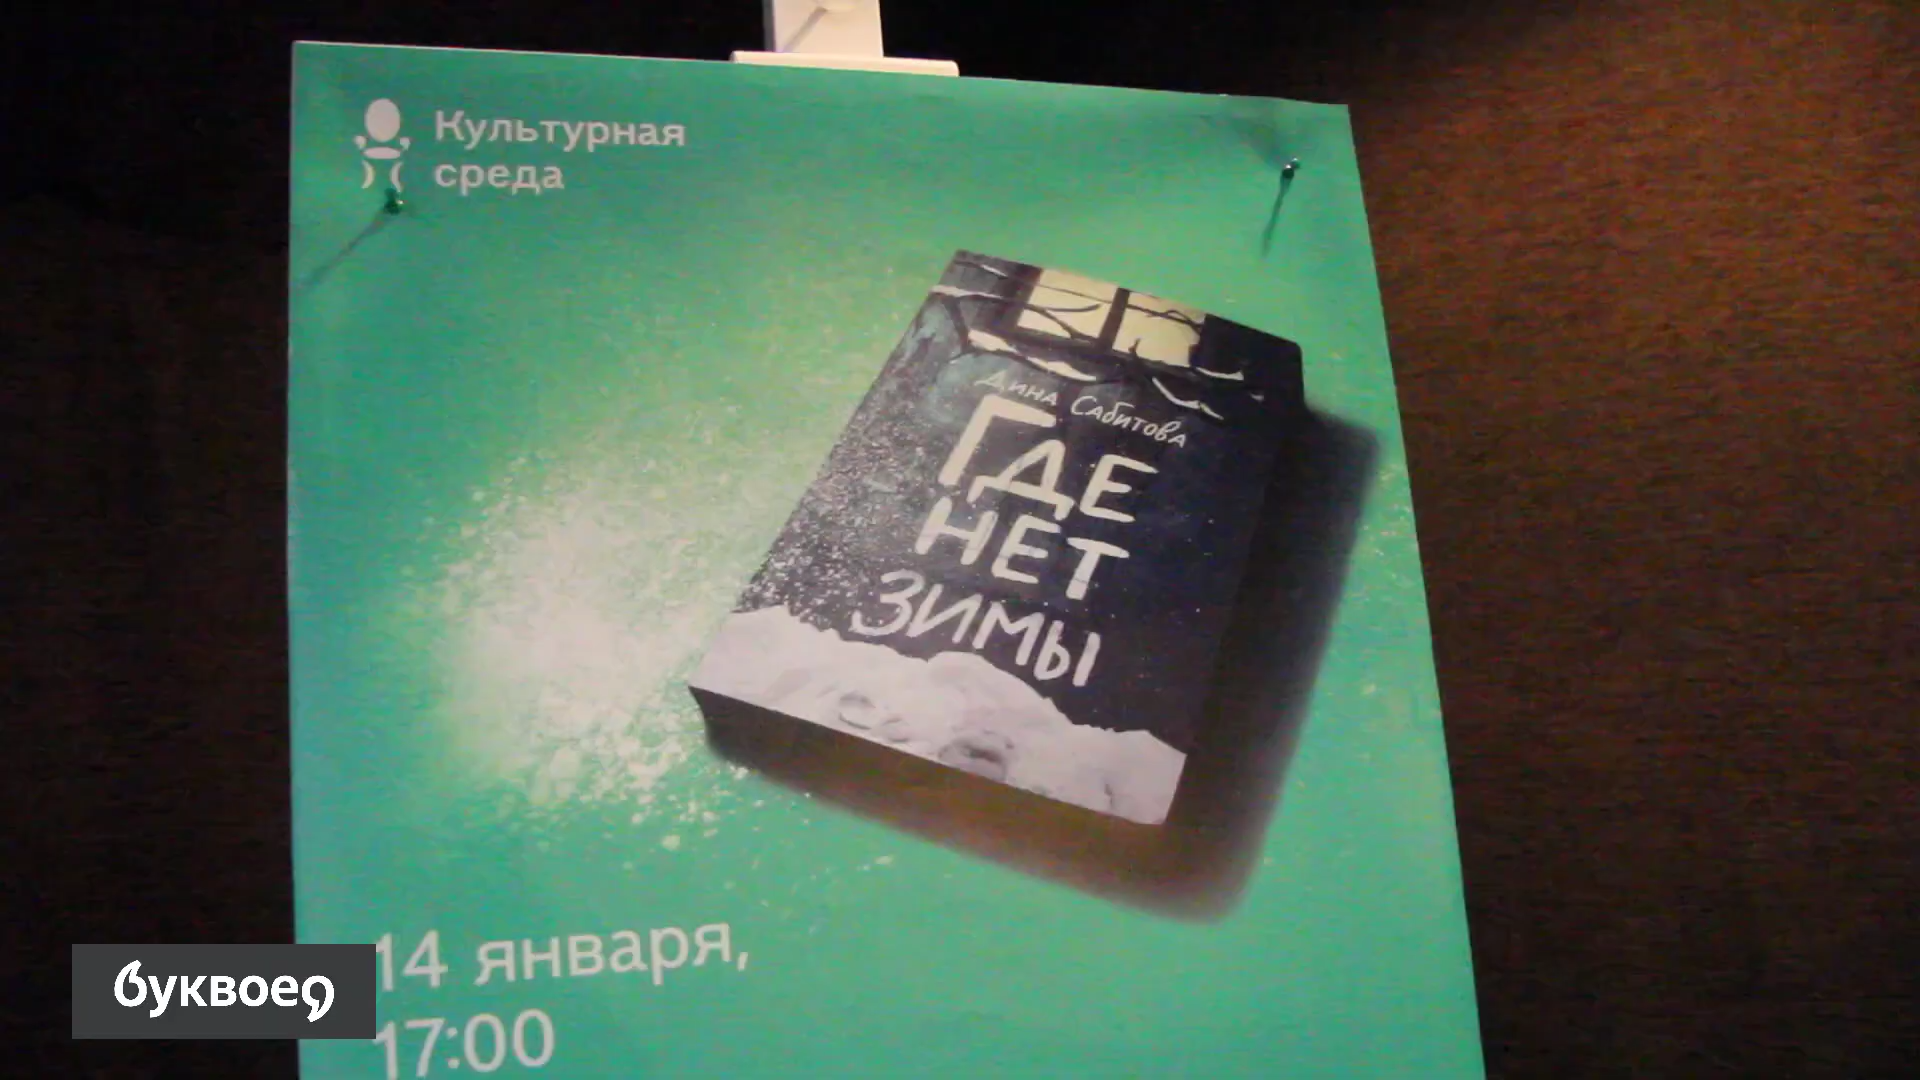 Культурная
среда
Дина Сабитова
Где
нет
зимы
14 января,
17:00
буквоед